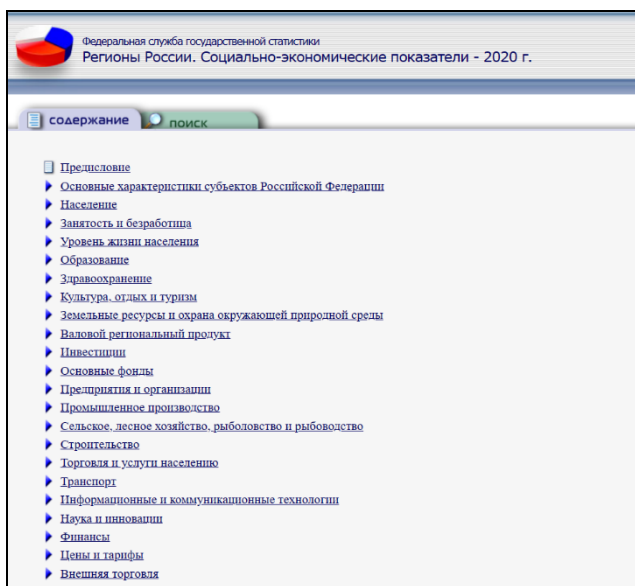 Федеральная служба государственной статистики
Регионы России. Социально-экономические показатели - 2020 г.
содержание
поиск
Предисловие
Основные характеристики субъектов Российской Федерации
Население
Занятость и безработица
Уровень жизни населения
Образование
Здравоохранение
Культура, отдых и туризм
Земельные ресурсы и охрана окружающей природной среды
Валовой региональный продукт
Инвестиции
Основные фонды
Предприятия и организации
Промышленное производство
Сельское, лесное хозяйство, рыболовство и рыбоводство
Строительство
Торговля и услуги населению
Транспорт
Информационные и коммуникационные технологии
Наука и инновации
Финансы
Цены и тарифы
Внешняя торговля